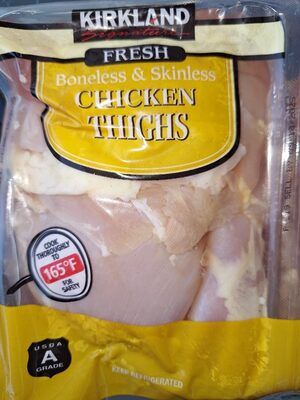 KIRKLAND
Signature
FRESH
Boneless & Skinless
CHICKEN
THIGHS
COOK
THOROUGHLY
TO
165°F
FOR
SAFETY
USDA
A
GRADE
KEEP REFRIGERATED